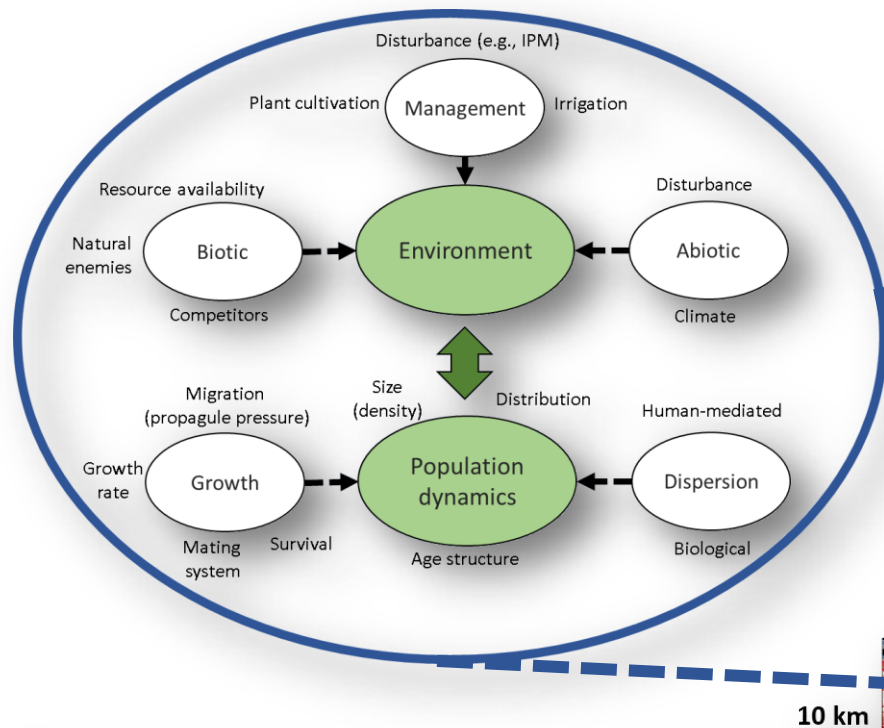 Disturbance (e.g., IPM)
Plant cultivation
Management
Irrigation
Resource availability
Disturbance
Natural
enemies
Biotic
Environment
Abiotic
Competitors
Climate
Migration
(propagule pressure)
Size
(density)
Distribution
Human-mediated
Growth
rate
Growth
Population
dynamics
Dispersion
Mating
system
Survival
Age structure
Biological
10 km